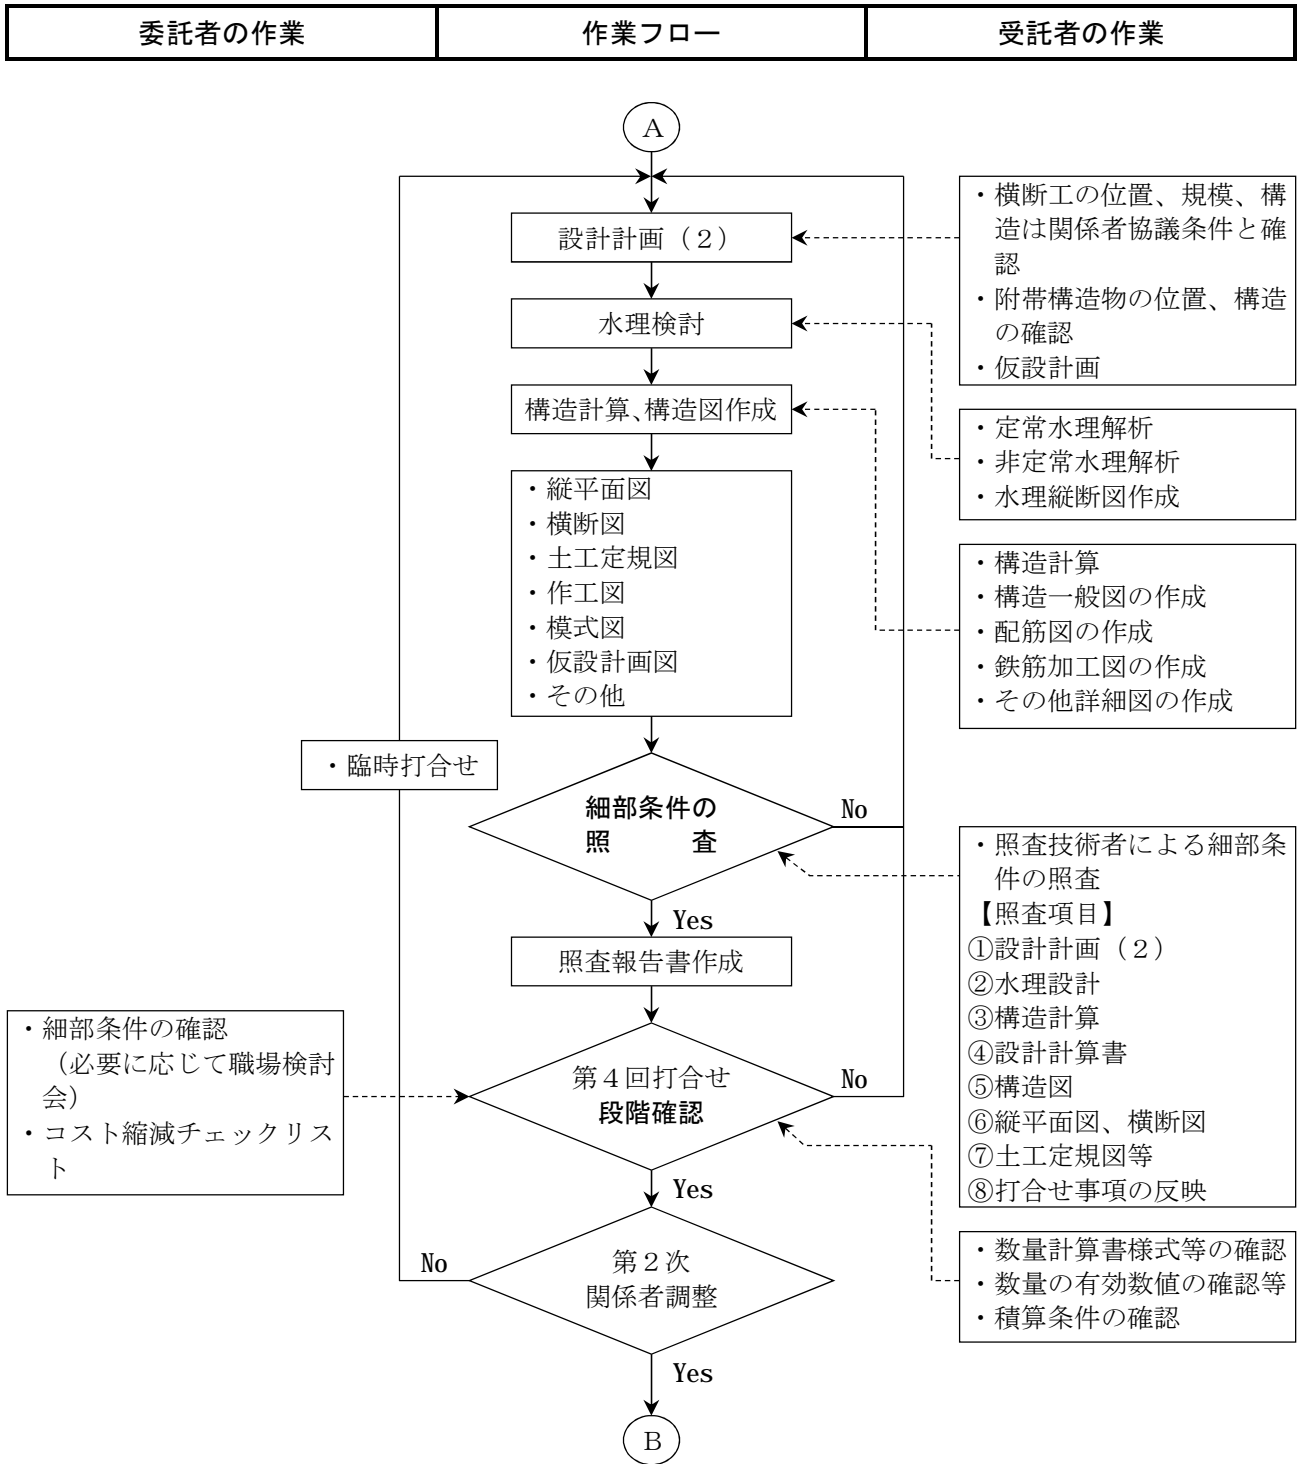 委託者の作業
作業フロー
受託者の作業
A
設計計画（２）
水理検討
構造計算、構造図作成
・縦平面図
・横断図
・土工定規図
・作工図
・模式図
・仮設計画図
・その他
・臨時打合せ
細部条件の
照　　　査
No
Yes
照査報告書作成
第４回打合せ
段階確認
No
Yes
第２次
関係者調整
No
Yes
B
・細部条件の確認
（必要に応じて職場検討
会）
・コスト縮減チェックリス
ト
・横断工の位置、規模、構
造は関係者協議条件と確
認
・附帯構造物の位置、構造
の確認
・仮設計画
・定常水理解析
・非定常水理解析
・水理縦断図作成
・構造計算
・構造一般図の作成
・配筋図の作成
・鉄筋加工図の作成
・その他詳細図の作成
・照査技術者による細部条
件の照査
【照査項目】
①設計計画（２）
②水理設計
③構造計算
④設計計算書
⑤構造図
⑥縦平面図、横断図
⑦土工定規図等
⑧打合せ事項の反映
・数量計算書様式等の確認
・数量の有効数値の確認等
・積算条件の確認